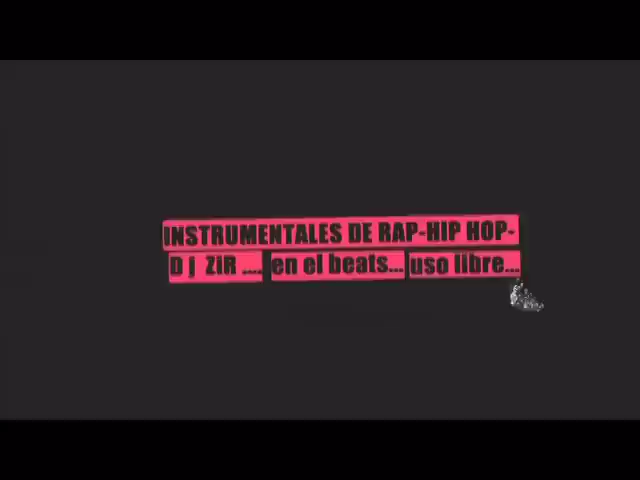 INSTRUMENTALES DE RAP-HIP HOP-
D j ZiR .... en el beats... uso libre...